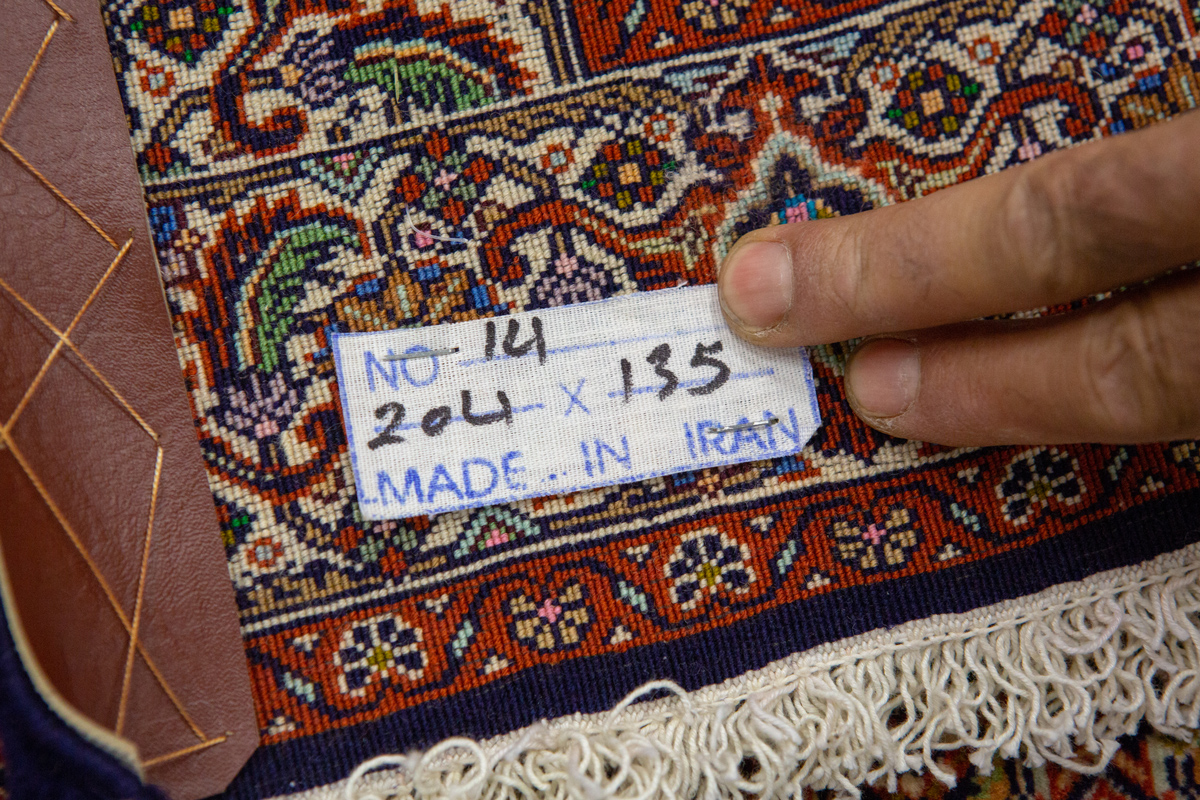 NO 14
204 X 135
MADE.. IN IRAN